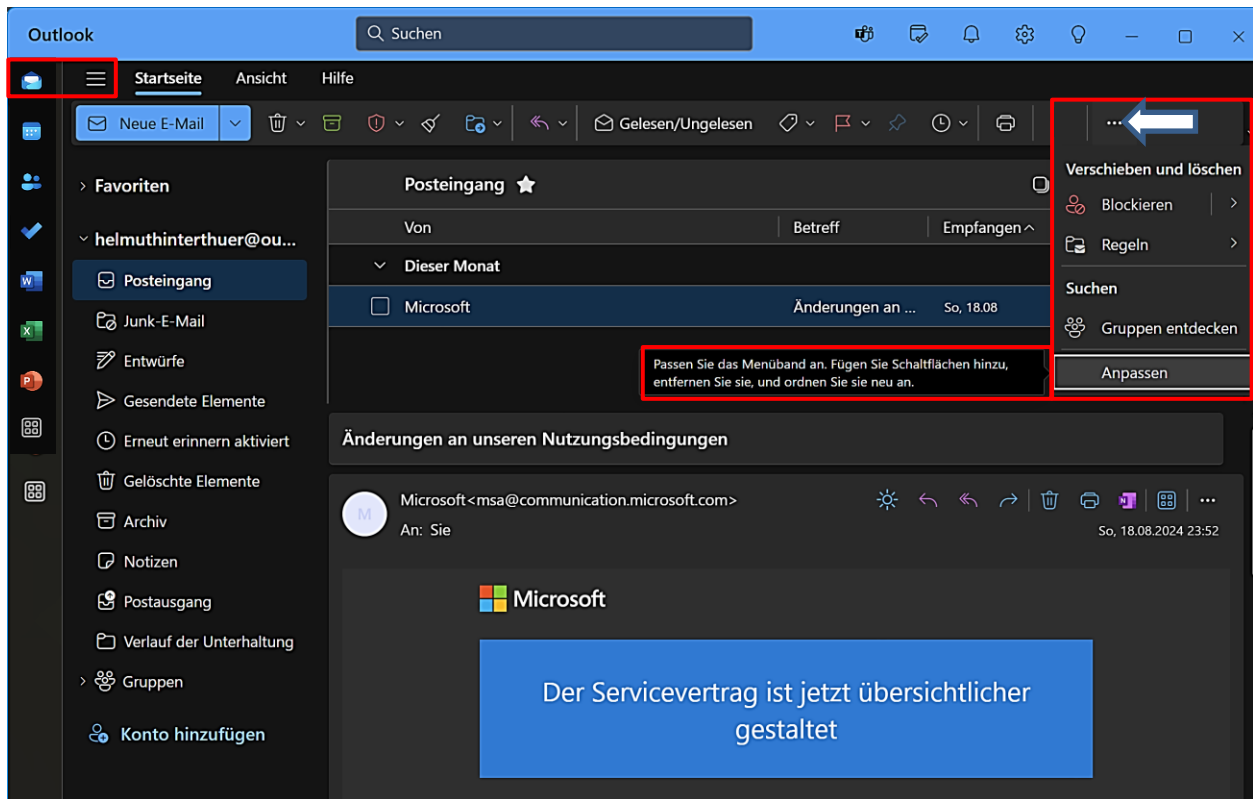 Outlook
Suchen
Startseite Ansicht Hilfe
Neue E-Mail
Gelesen/Ungelesen
Favoriten
helmuthinterthuer@ou...
Posteingang
Junk-E-Mail
Entwürfe
Gesendete Elemente
Erneut erinnern aktiviert
Gelöschte Elemente
Archiv
Notizen
Postausgang
Verlauf der Unterhaltung
Gruppen
Konto hinzufügen
Posteingang
Von Betreff Empfangen
Dieser Monat
Microsoft Änderungen an ... So, 18.08
Verschieben und löschen
Blockieren
Regeln
Suchen
Gruppen entdecken
Anpassen
Passen Sie das Menüband an. Fügen Sie Schaltflächen hinzu,
entfernen Sie sie, und ordnen Sie sie neu an.
Änderungen an unseren Nutzungsbedingungen
M
Microsoft<msa@communication.microsoft.com>
An: Sie
So, 18.08.2024 23:52
Microsoft
Der Servicevertrag ist jetzt übersichtlicher
gestaltet